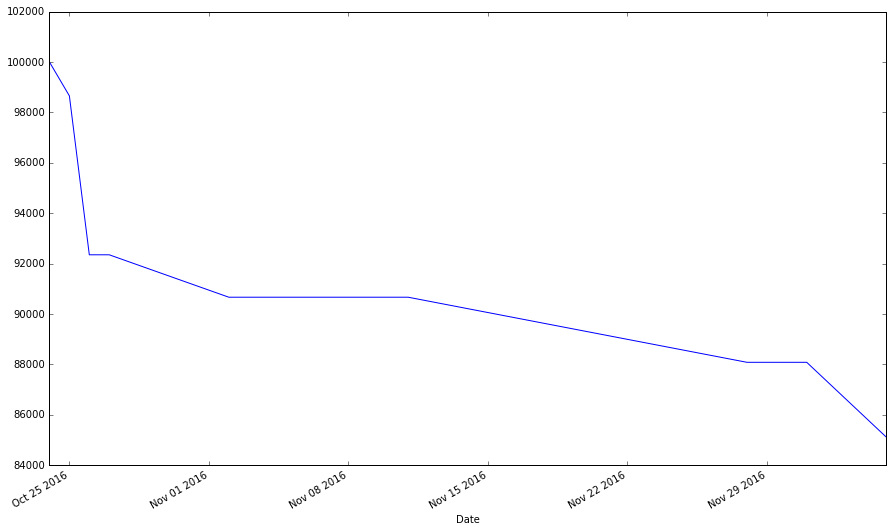 102000
100000
98000
96000
94000
92000
90000
88000
86000
84000
Oct 25 2016
Nov 01 2016
Nov 08 2016
Nov 15 2016
Nov 22 2016
Nov 29 2016
Date